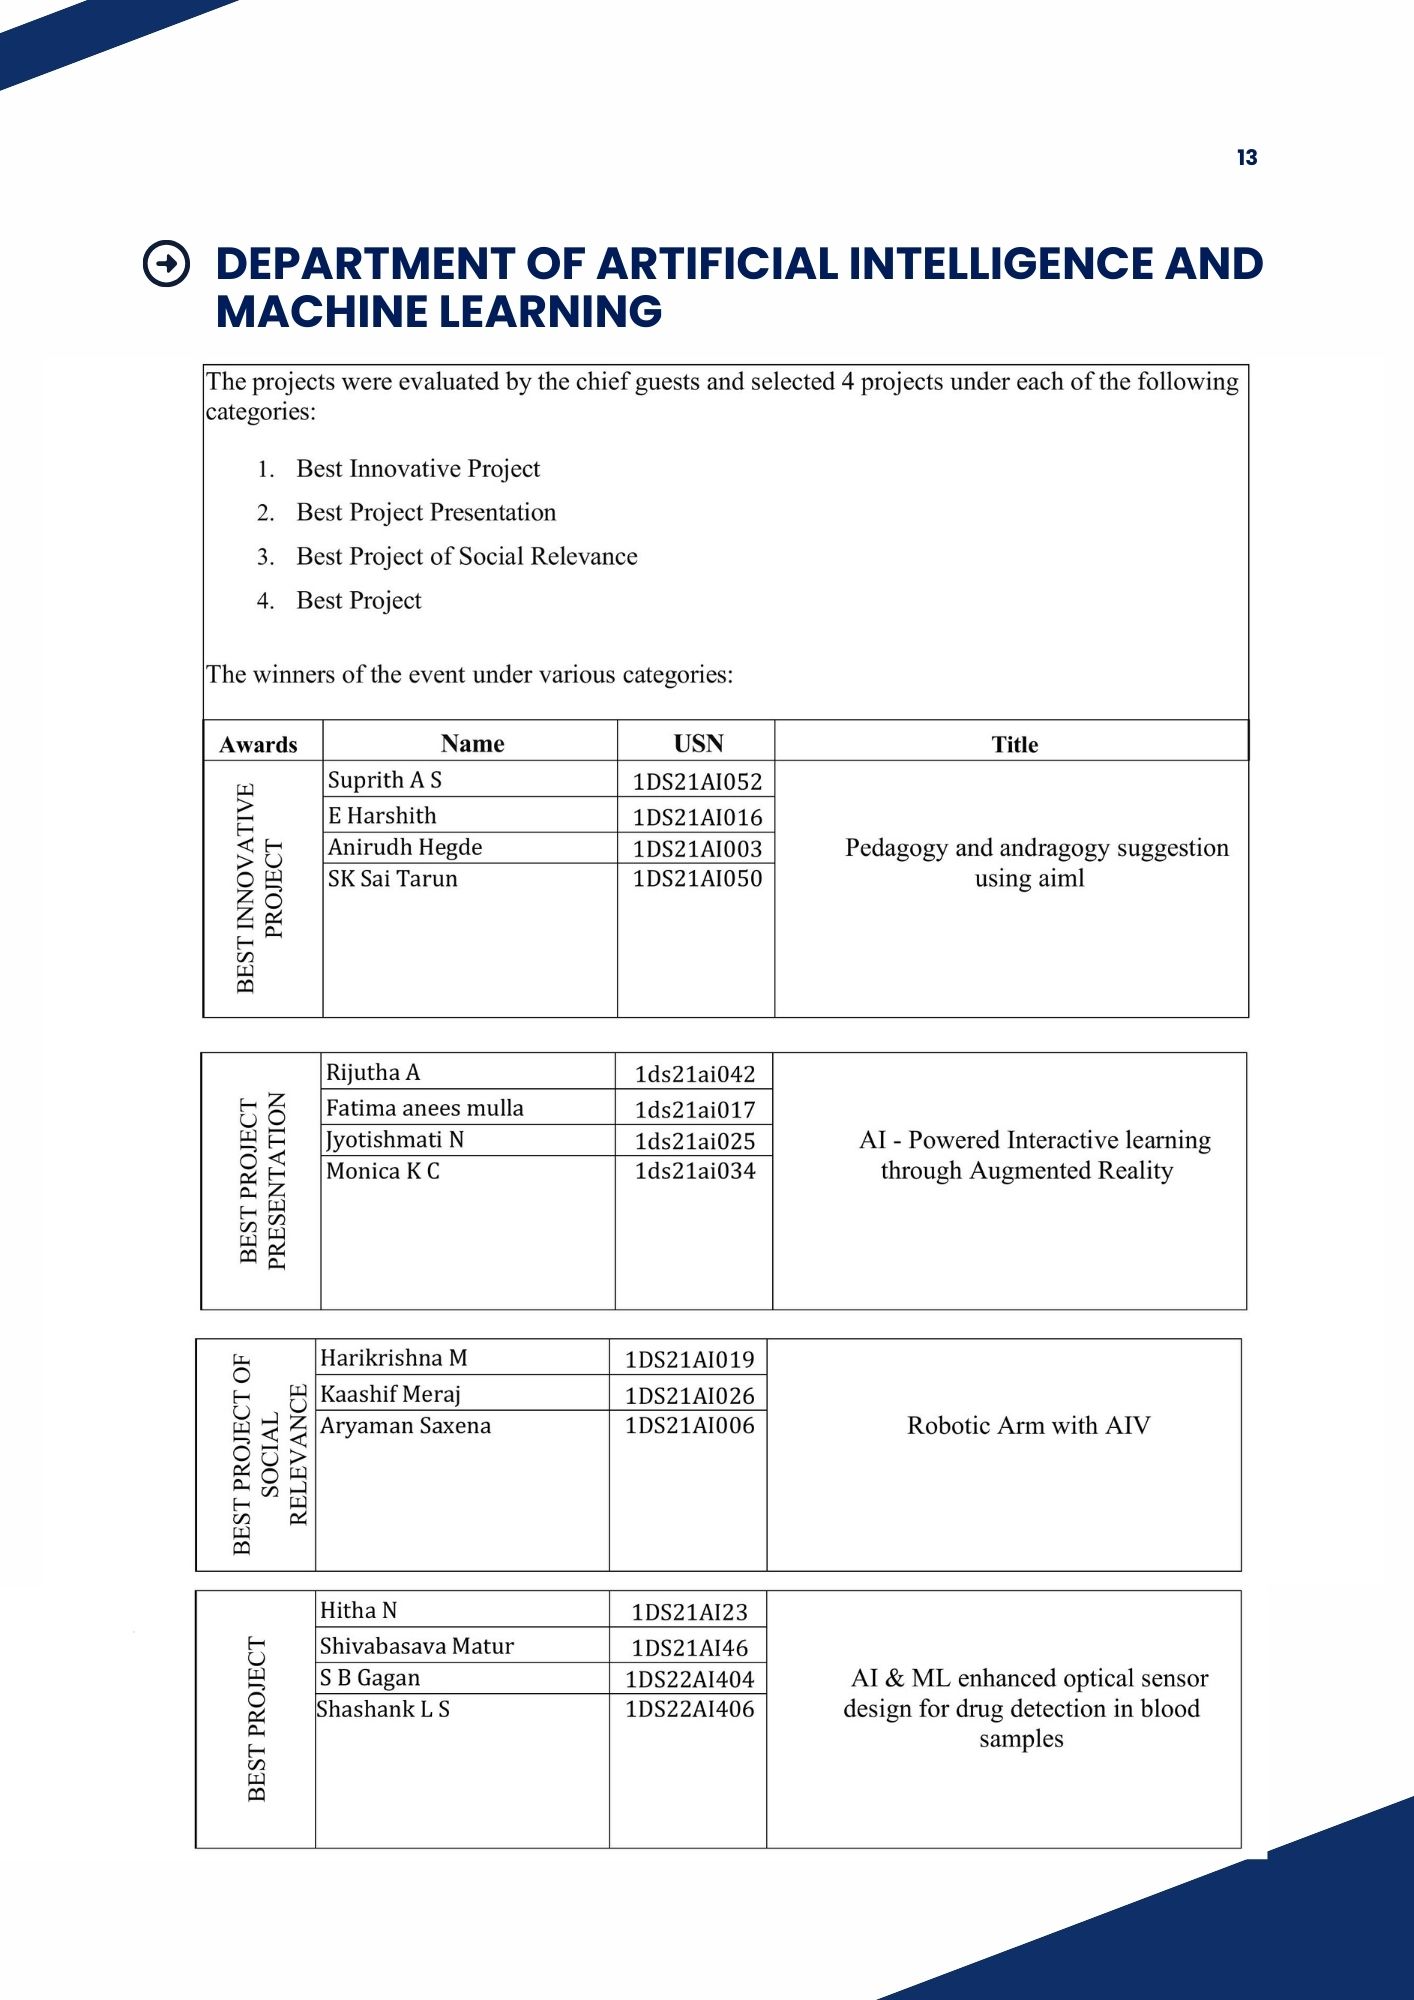 13
DEPARTMENT OF ARTIFICIAL INTELLIGENCE AND
MACHINE LEARNING
The projects were evaluated by the chief guests and selected 4 projects under each of the following
categories:
1. Best Innovative Project
2. Best Project Presentation
3. Best Project of Social Relevance
4. Best Project
The winners of the event under various categories:
Awards Name USN Title
BEST INNOVATIVE
PROJECT
Suprith A S 1DS21AI052
E Harshith 1DS21AI016
Anirudh Hegde 1DS21AI003
SK Sai Tarun 1DS21AI050
Pedagogy and andragogy suggestion
using aiml
BEST PROJECT
PRESENTATION
Rijutha A 1ds21ai042
Fatima anees mulla 1ds21ai017
Jyotishmati N 1ds21ai025
Monica K C 1ds21ai034
AI - Powered Interactive learning
through Augmented Reality
BEST PROJECT OF
SOCIAL
RELEVANCE
Harikrishna M 1DS21AI019
Kaashif Meraj 1DS21AI026
Aryaman Saxena 1DS21AI006
Robotic Arm with AIV
BEST PROJECT
Hitha N 1DS21AI23
Shivabasava Matur 1DS21AI46
S B Gagan 1DS22AI404
Shashank L S 1DS22AI406
AI & ML enhanced optical sensor
design for drug detection in blood
samples